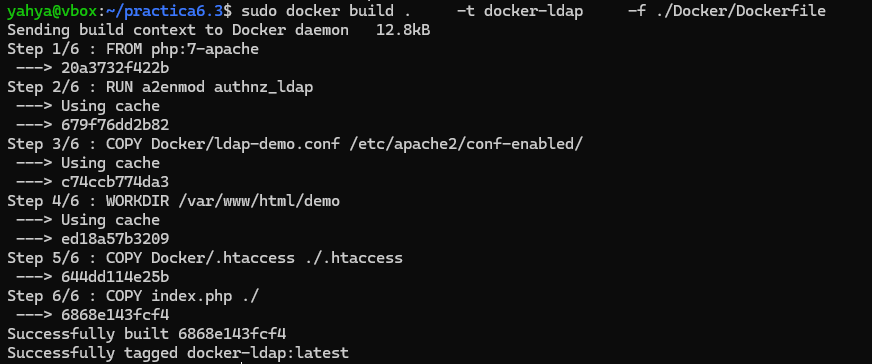 yahya@vbox:~/practica6.3$ sudo docker build .     -t docker-ldap     -f ./Docker/Dockerfile
Sending build context to Docker daemon   12.8kB
Step 1/6 : FROM php:7-apache
 ---> 20a3732f422b
Step 2/6 : RUN a2enmod authnz_ldap
 ---> Using cache
 ---> 679f76dd2b82
Step 3/6 : COPY Docker/ldap-demo.conf /etc/apache2/conf-enabled/
 ---> Using cache
 ---> c74ccb774da3
Step 4/6 : WORKDIR /var/www/html/demo
 ---> Using cache
 ---> ed18a57b3209
Step 5/6 : COPY Docker/.htaccess ./.htaccess
 ---> 644dd114e25b
Step 6/6 : COPY index.php ./
 ---> 6868e143fcf4
Successfully built 6868e143fcf4
Successfully tagged docker-ldap:latest